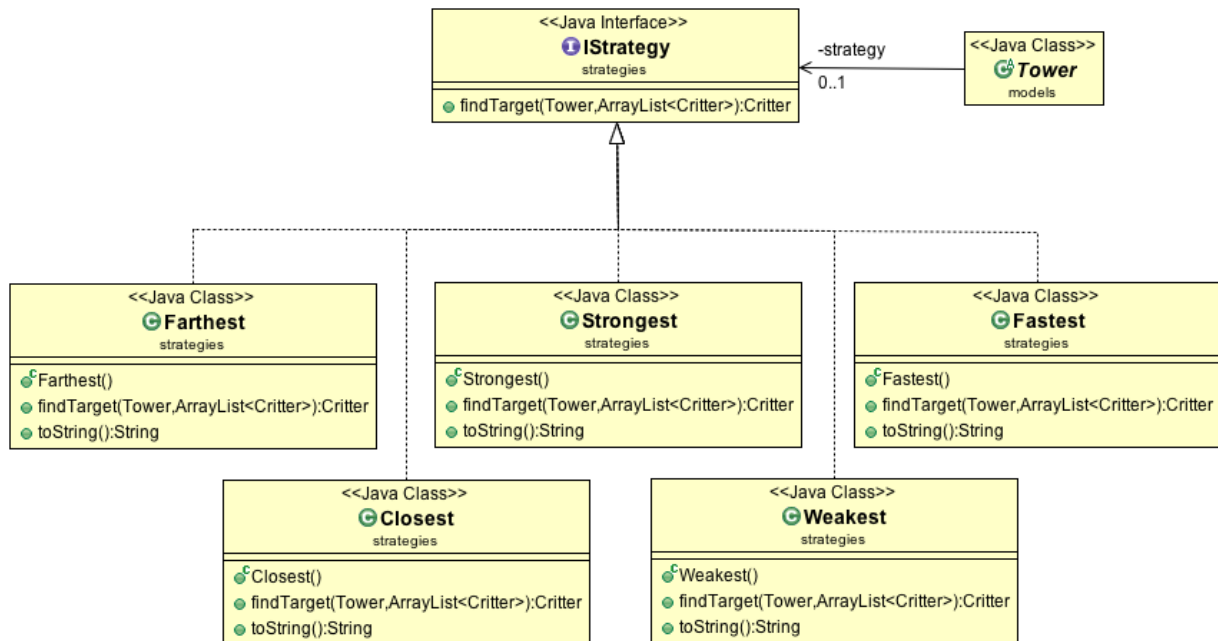 <<Java Interface>>
IStrategy
strategies
findTarget(Tower,ArrayList<Critter>):Critter
-strategy
0..1
<<Java Class>>
Tower
models
<<Java Class>>
Farthest
strategies
Farthest()
findTarget(Tower,ArrayList<Critter>):Critter
toString():String
<<Java Class>>
Strongest
strategies
Strongest()
findTarget(Tower,ArrayList<Critter>):Critter
toString():String
<<Java Class>>
Fastest
strategies
Fastest()
findTarget(Tower,ArrayList<Critter>):Critter
toString():String
<<Java Class>>
Closest
strategies
Closest()
findTarget(Tower,ArrayList<Critter>):Critter
toString():String
<<Java Class>>
Weakest
strategies
Weakest()
findTarget(Tower,ArrayList<Critter>):Critter
toString():String